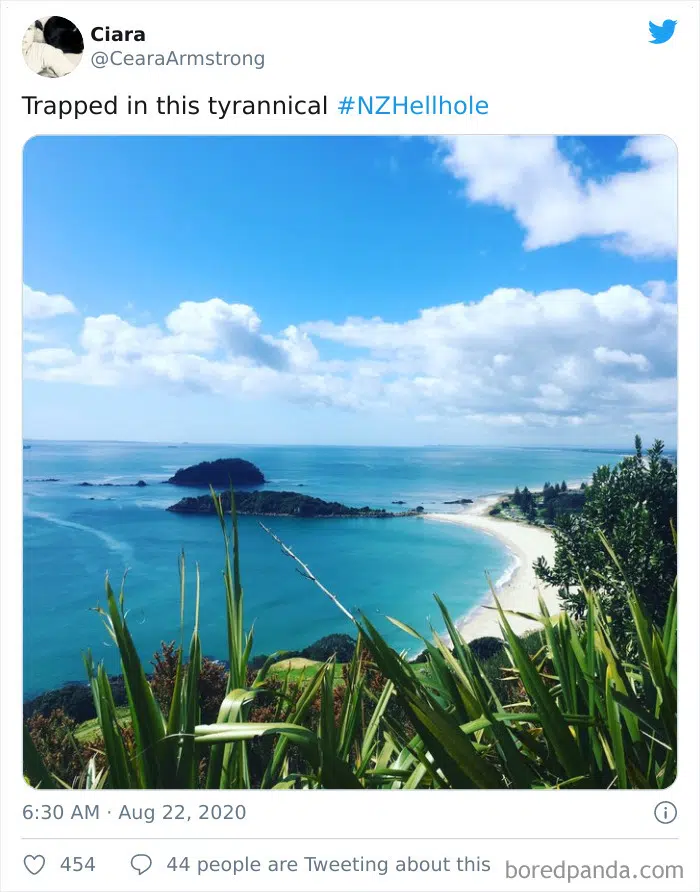 Ciara
@CearaArmstrong
Trapped in this tyrannical #NZHellhole
6:30 AM · Aug 22, 2020
454
44 people are Tweeting about this
boredpanda.com